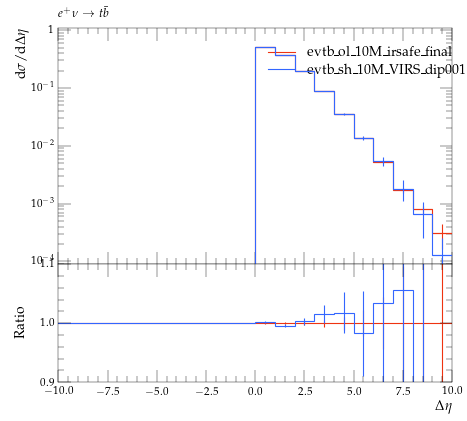 e⁺ν → tb̄
dσ/dΔη
1
evtb_ol_10M_irsafe_final
evtb_sh_10M_VIRS_dip001
10⁻¹
10⁻²
10⁻³
10⁻⁴
1.1
Ratio
1.0
0.9
−10.0 −7.5 −5.0 −2.5 0.0 2.5 5.0 7.5 10.0
Δη